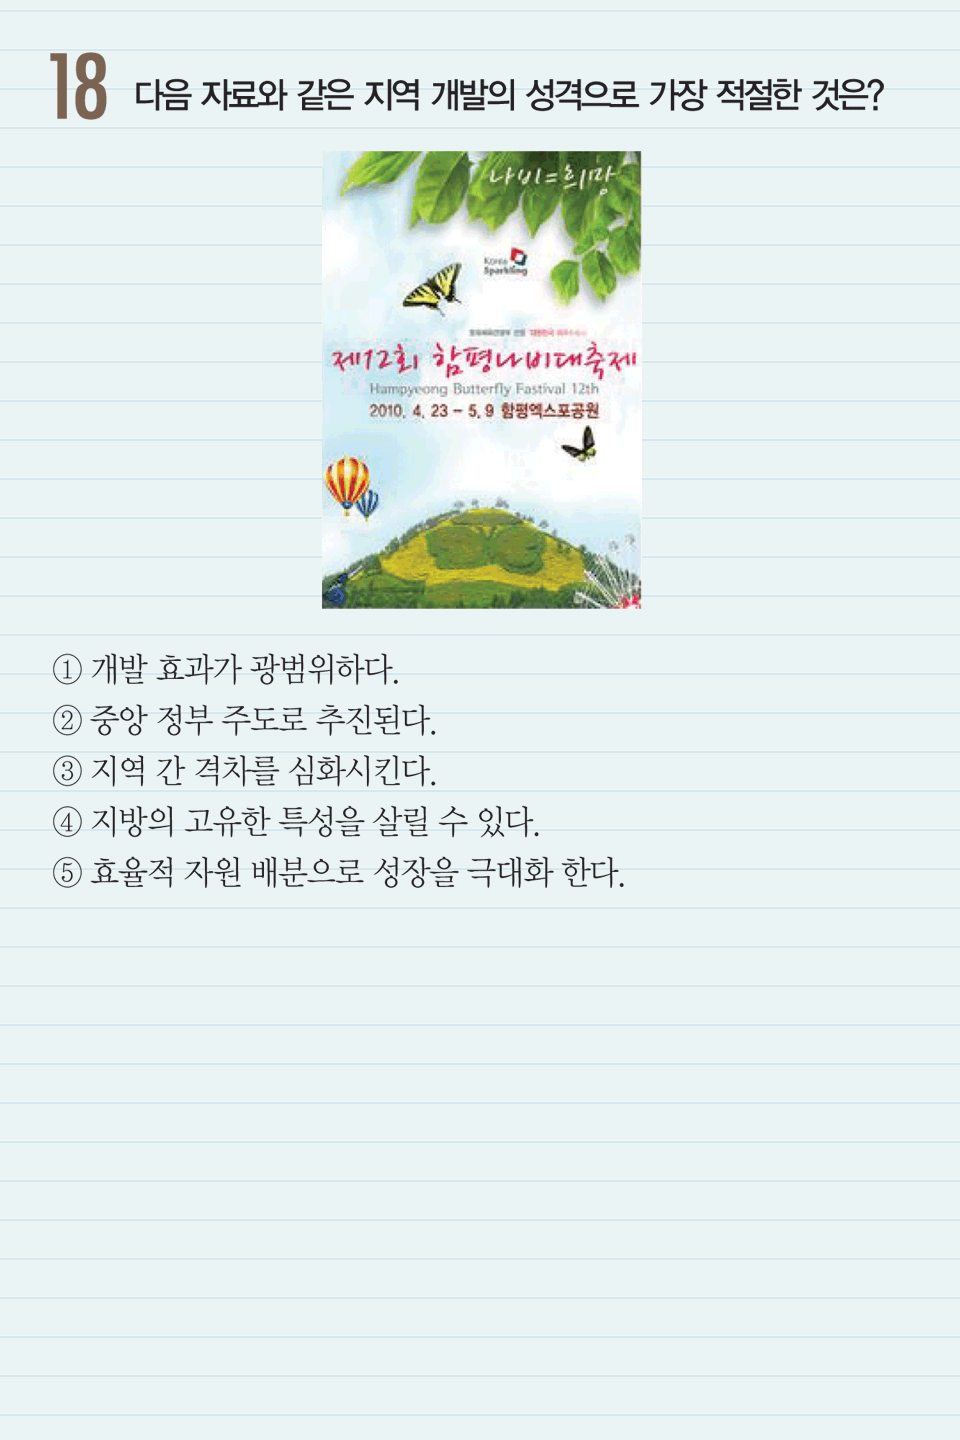 18 다음 자료와 같은 지역 개발의 성격으로 가장 적절한 것은?
나비=희망
Korea
Sparkling
제12회 함평나비대축제
Hampyeong Butterfly Fastival 12th
2010. 4. 23 - 5. 9 함평엑스포공원
① 개발 효과가 광범위하다.
② 중앙 정부 주도로 추진된다.
③ 지역 간 격차를 심화시킨다.
④ 지방의 고유한 특성을 살릴 수 있다.
⑤ 효율적 자원 배분으로 성장을 극대화 한다.